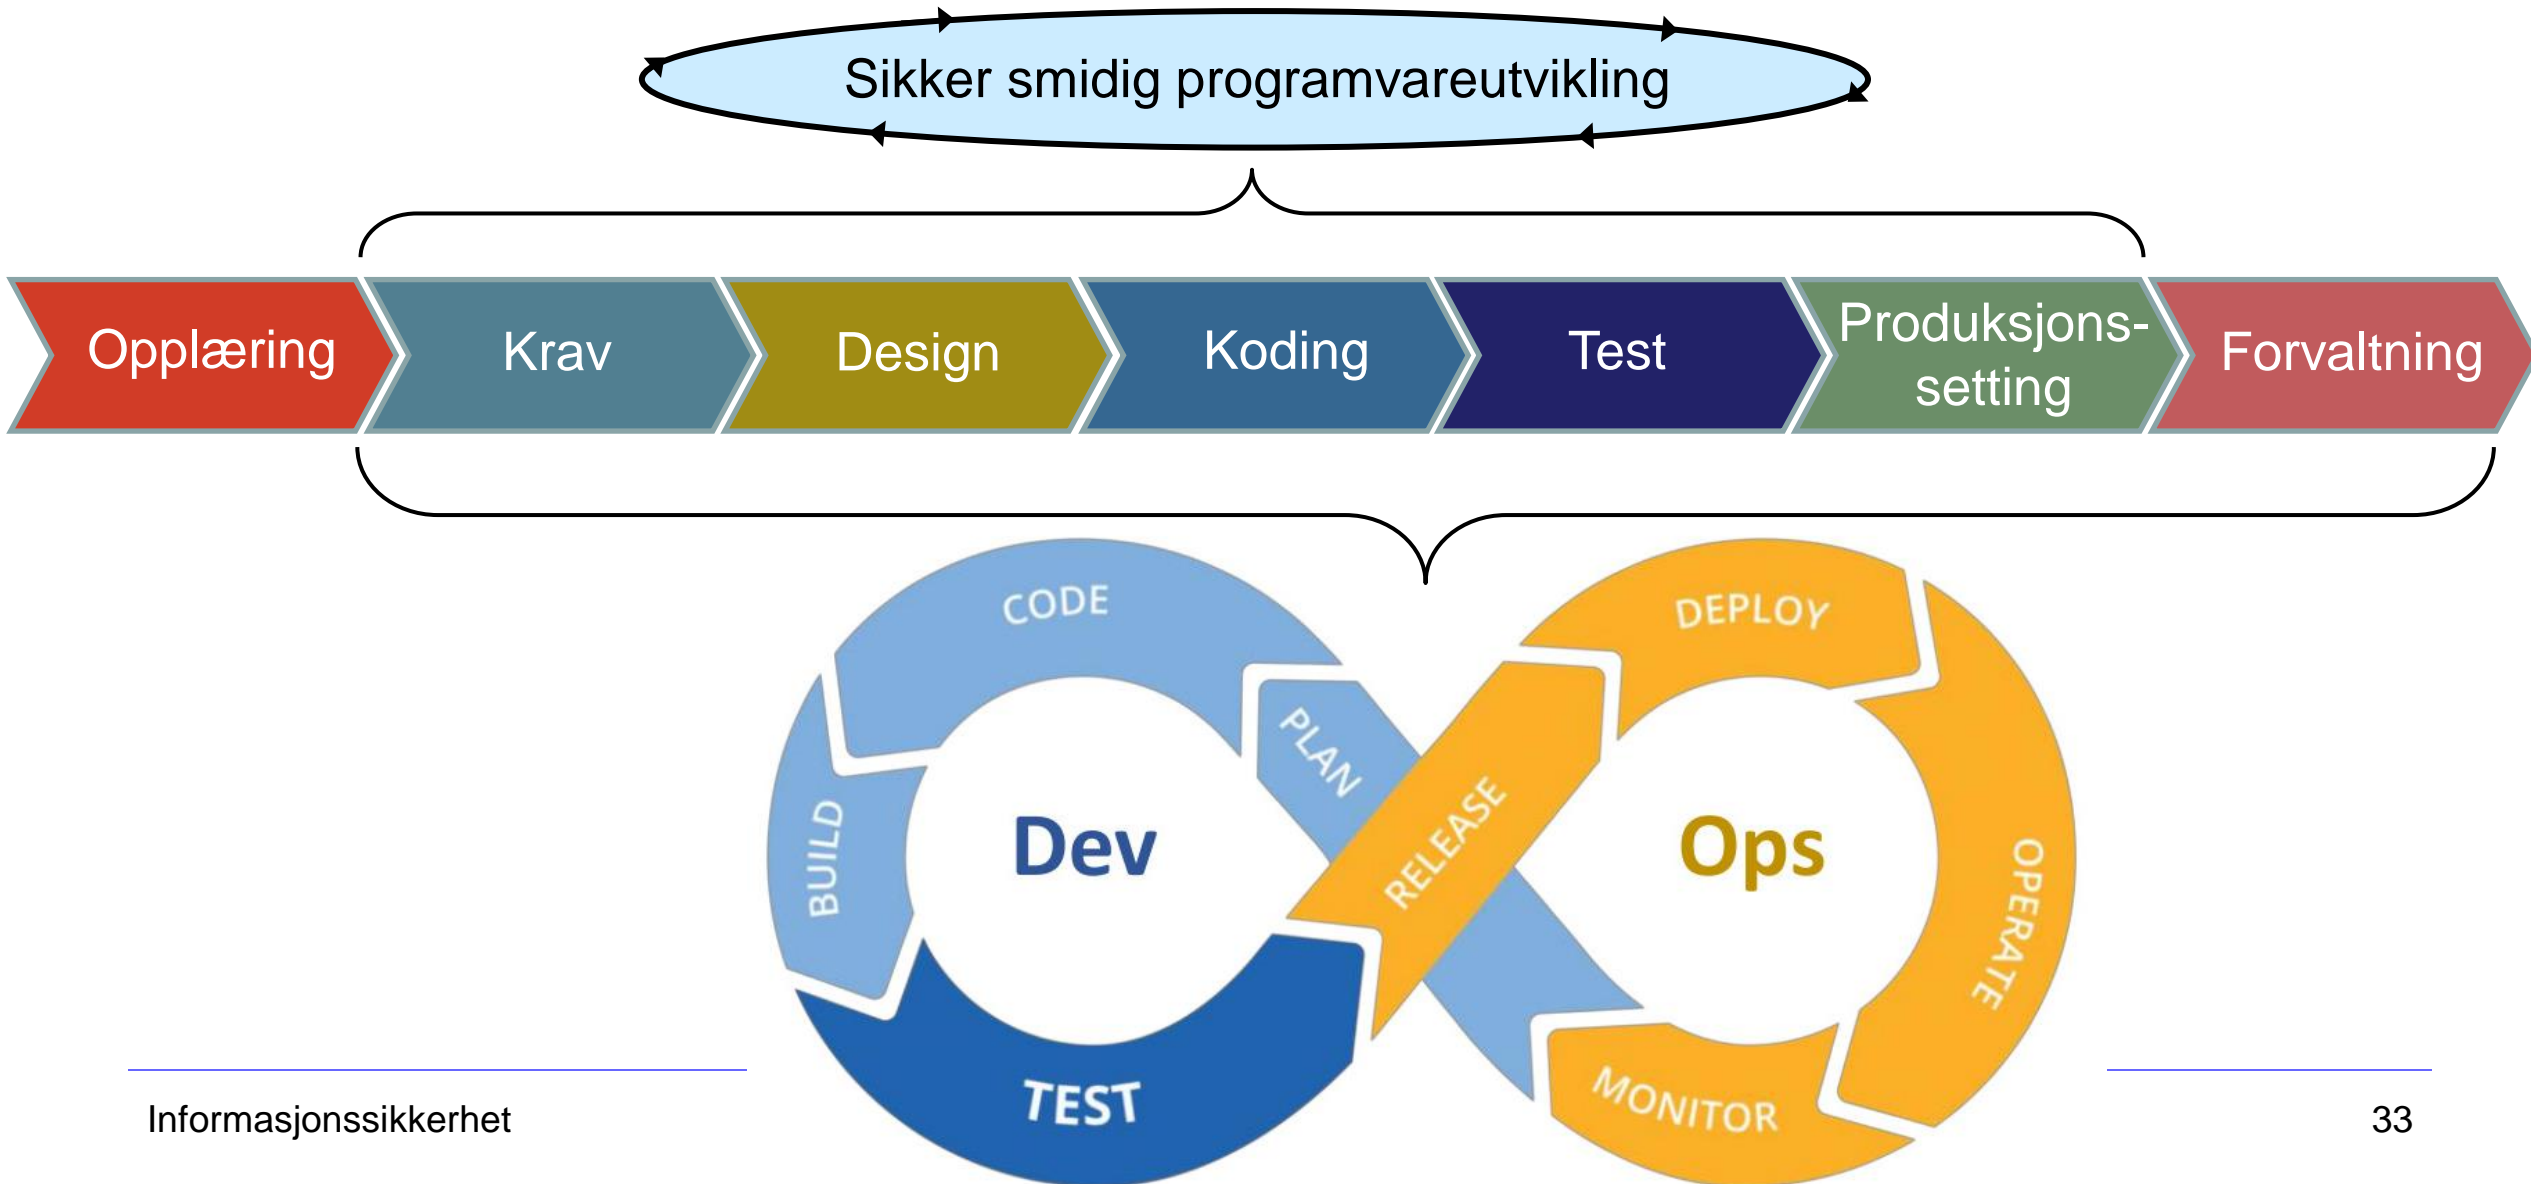 Sikker smidig programvareutvikling
Opplæring
Krav
Design
Koding
Test
Produksjons-
setting
Forvaltning
CODE
DEPLOY
PLAN
BUILD
Dev
RELEASE
Ops
OPERATE
TEST
MONITOR
Informasjonssikkerhet
33